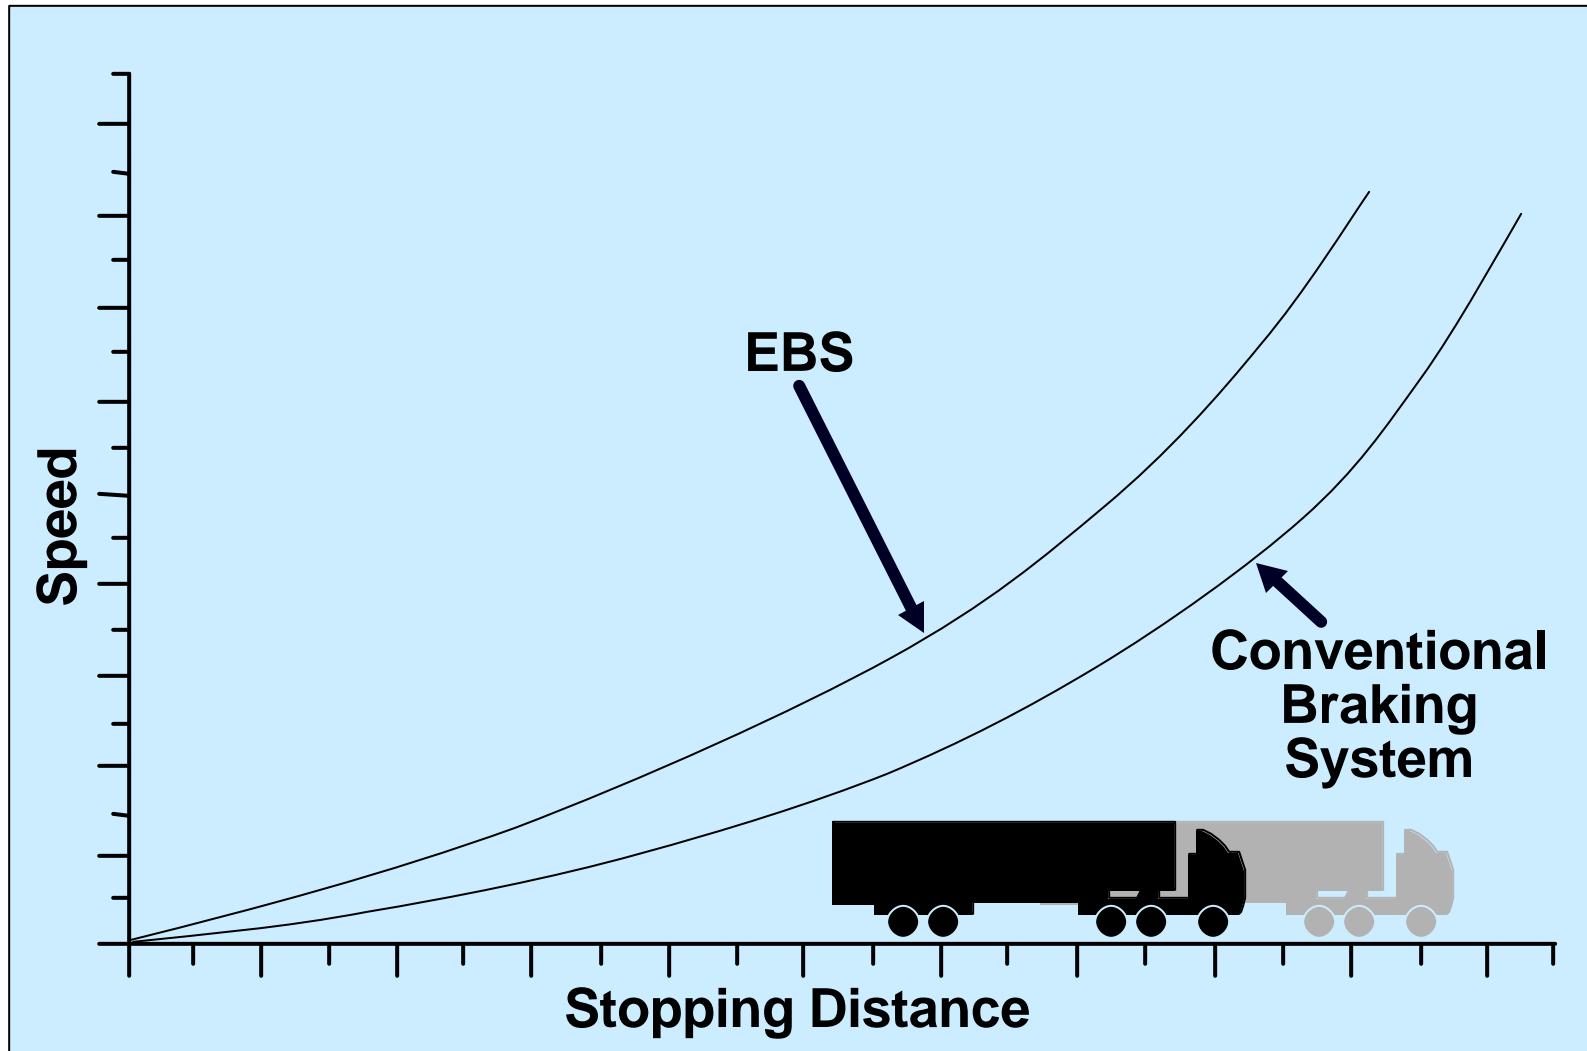 EBS
Speed
Conventional
Braking
System
Stopping Distance